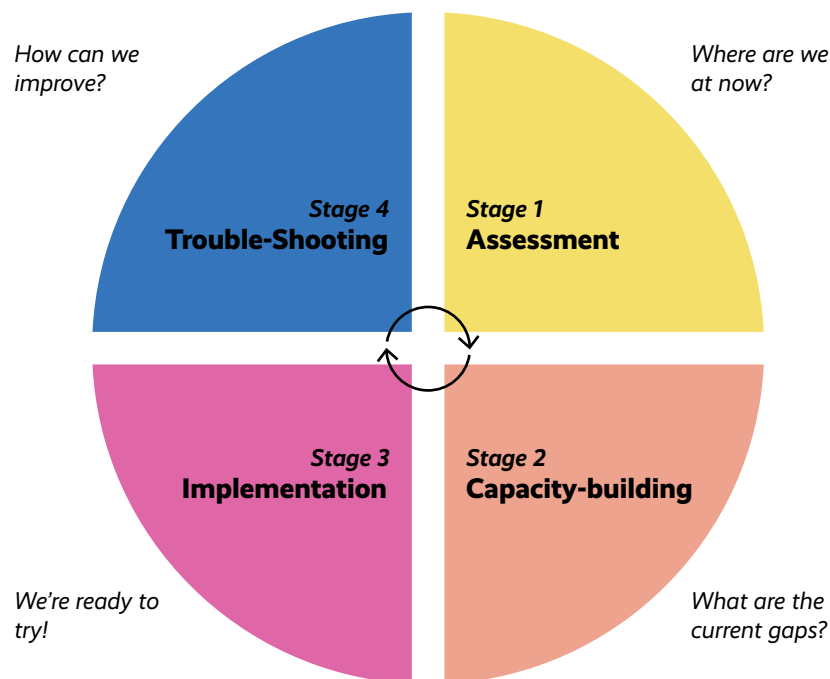 How can we
improve?
Where are we
at now?
Stage 4
Trouble-Shooting
Stage 1
Assessment
Stage 3
Implementation
Stage 2
Capacity-building
We’re ready to
try!
What are the
current gaps?